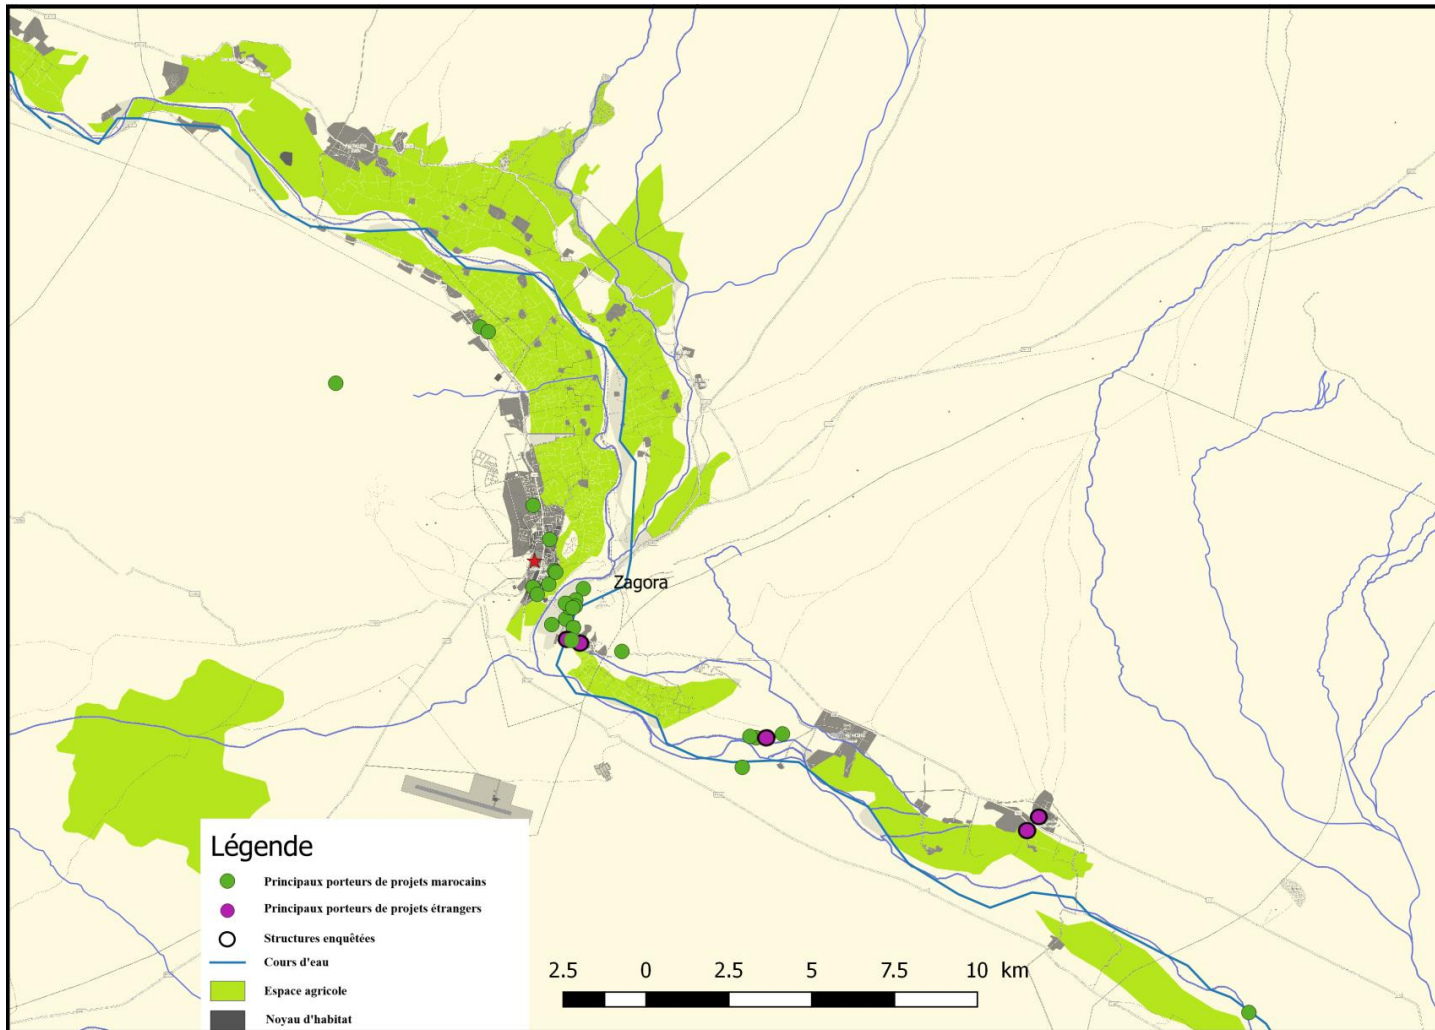 Zagora
Légende
Principaux porteurs de projets marocains
Principaux porteurs de projets étrangers
Structures enquêtées
Cours d'eau
Espace agricole
Noyau d'habitat
2.5 0 2.5 5 7.5 10 km